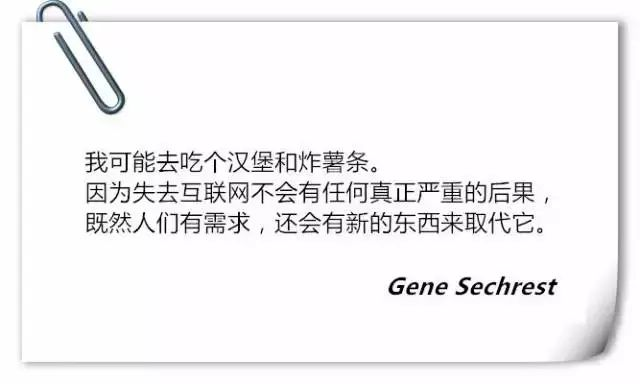 我可能去吃个汉堡和炸薯条。
因为失去互联网不会有任何真正严重的后果，
既然人们有需求，还会有新的东西来取代它。
Gene Sechrest